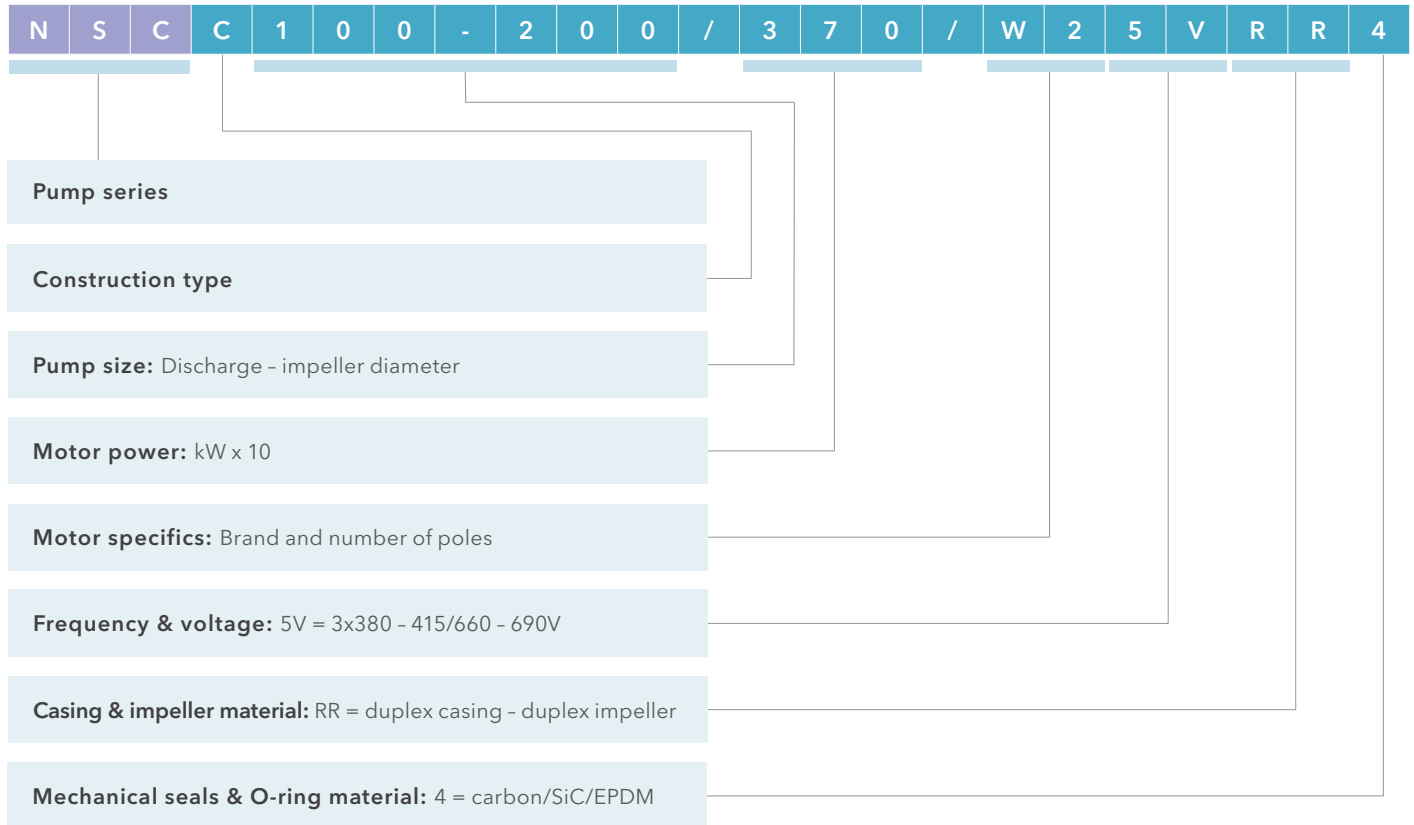 N S C C 1 0 0 - 2 0 0 / 3 7 0 / W 2 5 V R R 4
Pump series
Construction type
Pump size: Discharge – impeller diameter
Motor power: kW x 10
Motor specifics: Brand and number of poles
Frequency & voltage: 5V = 3x380 – 415/660 – 690V
Casing & impeller material: RR = duplex casing – duplex impeller
Mechanical seals & O-ring material: 4 = carbon/SiC/EPDM